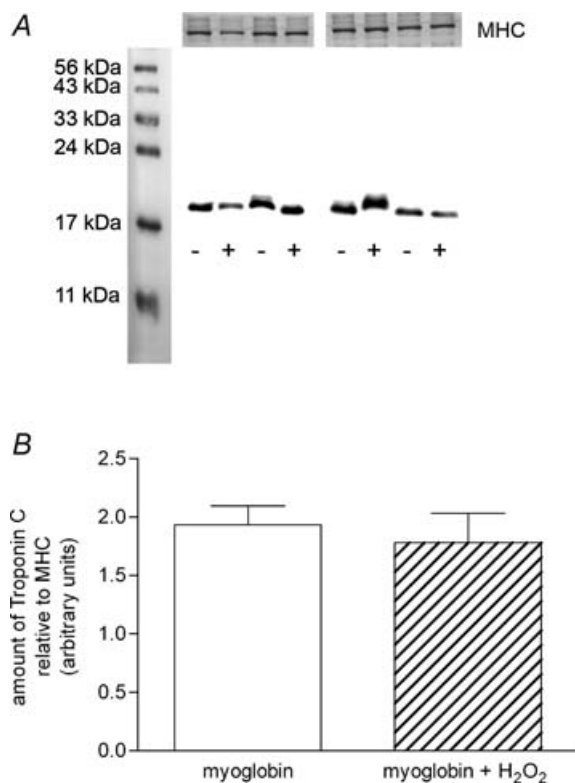 A
MHC
56 kDa
43 kDa
33 kDa
24 kDa
17 kDa
- + - + - + - +
11 kDa
B
amount of Troponin C
relative to MHC
(arbitrary units)
2.5
2.0
1.5
1.0
0.5
0.0
myoglobin myoglobin + H₂O₂